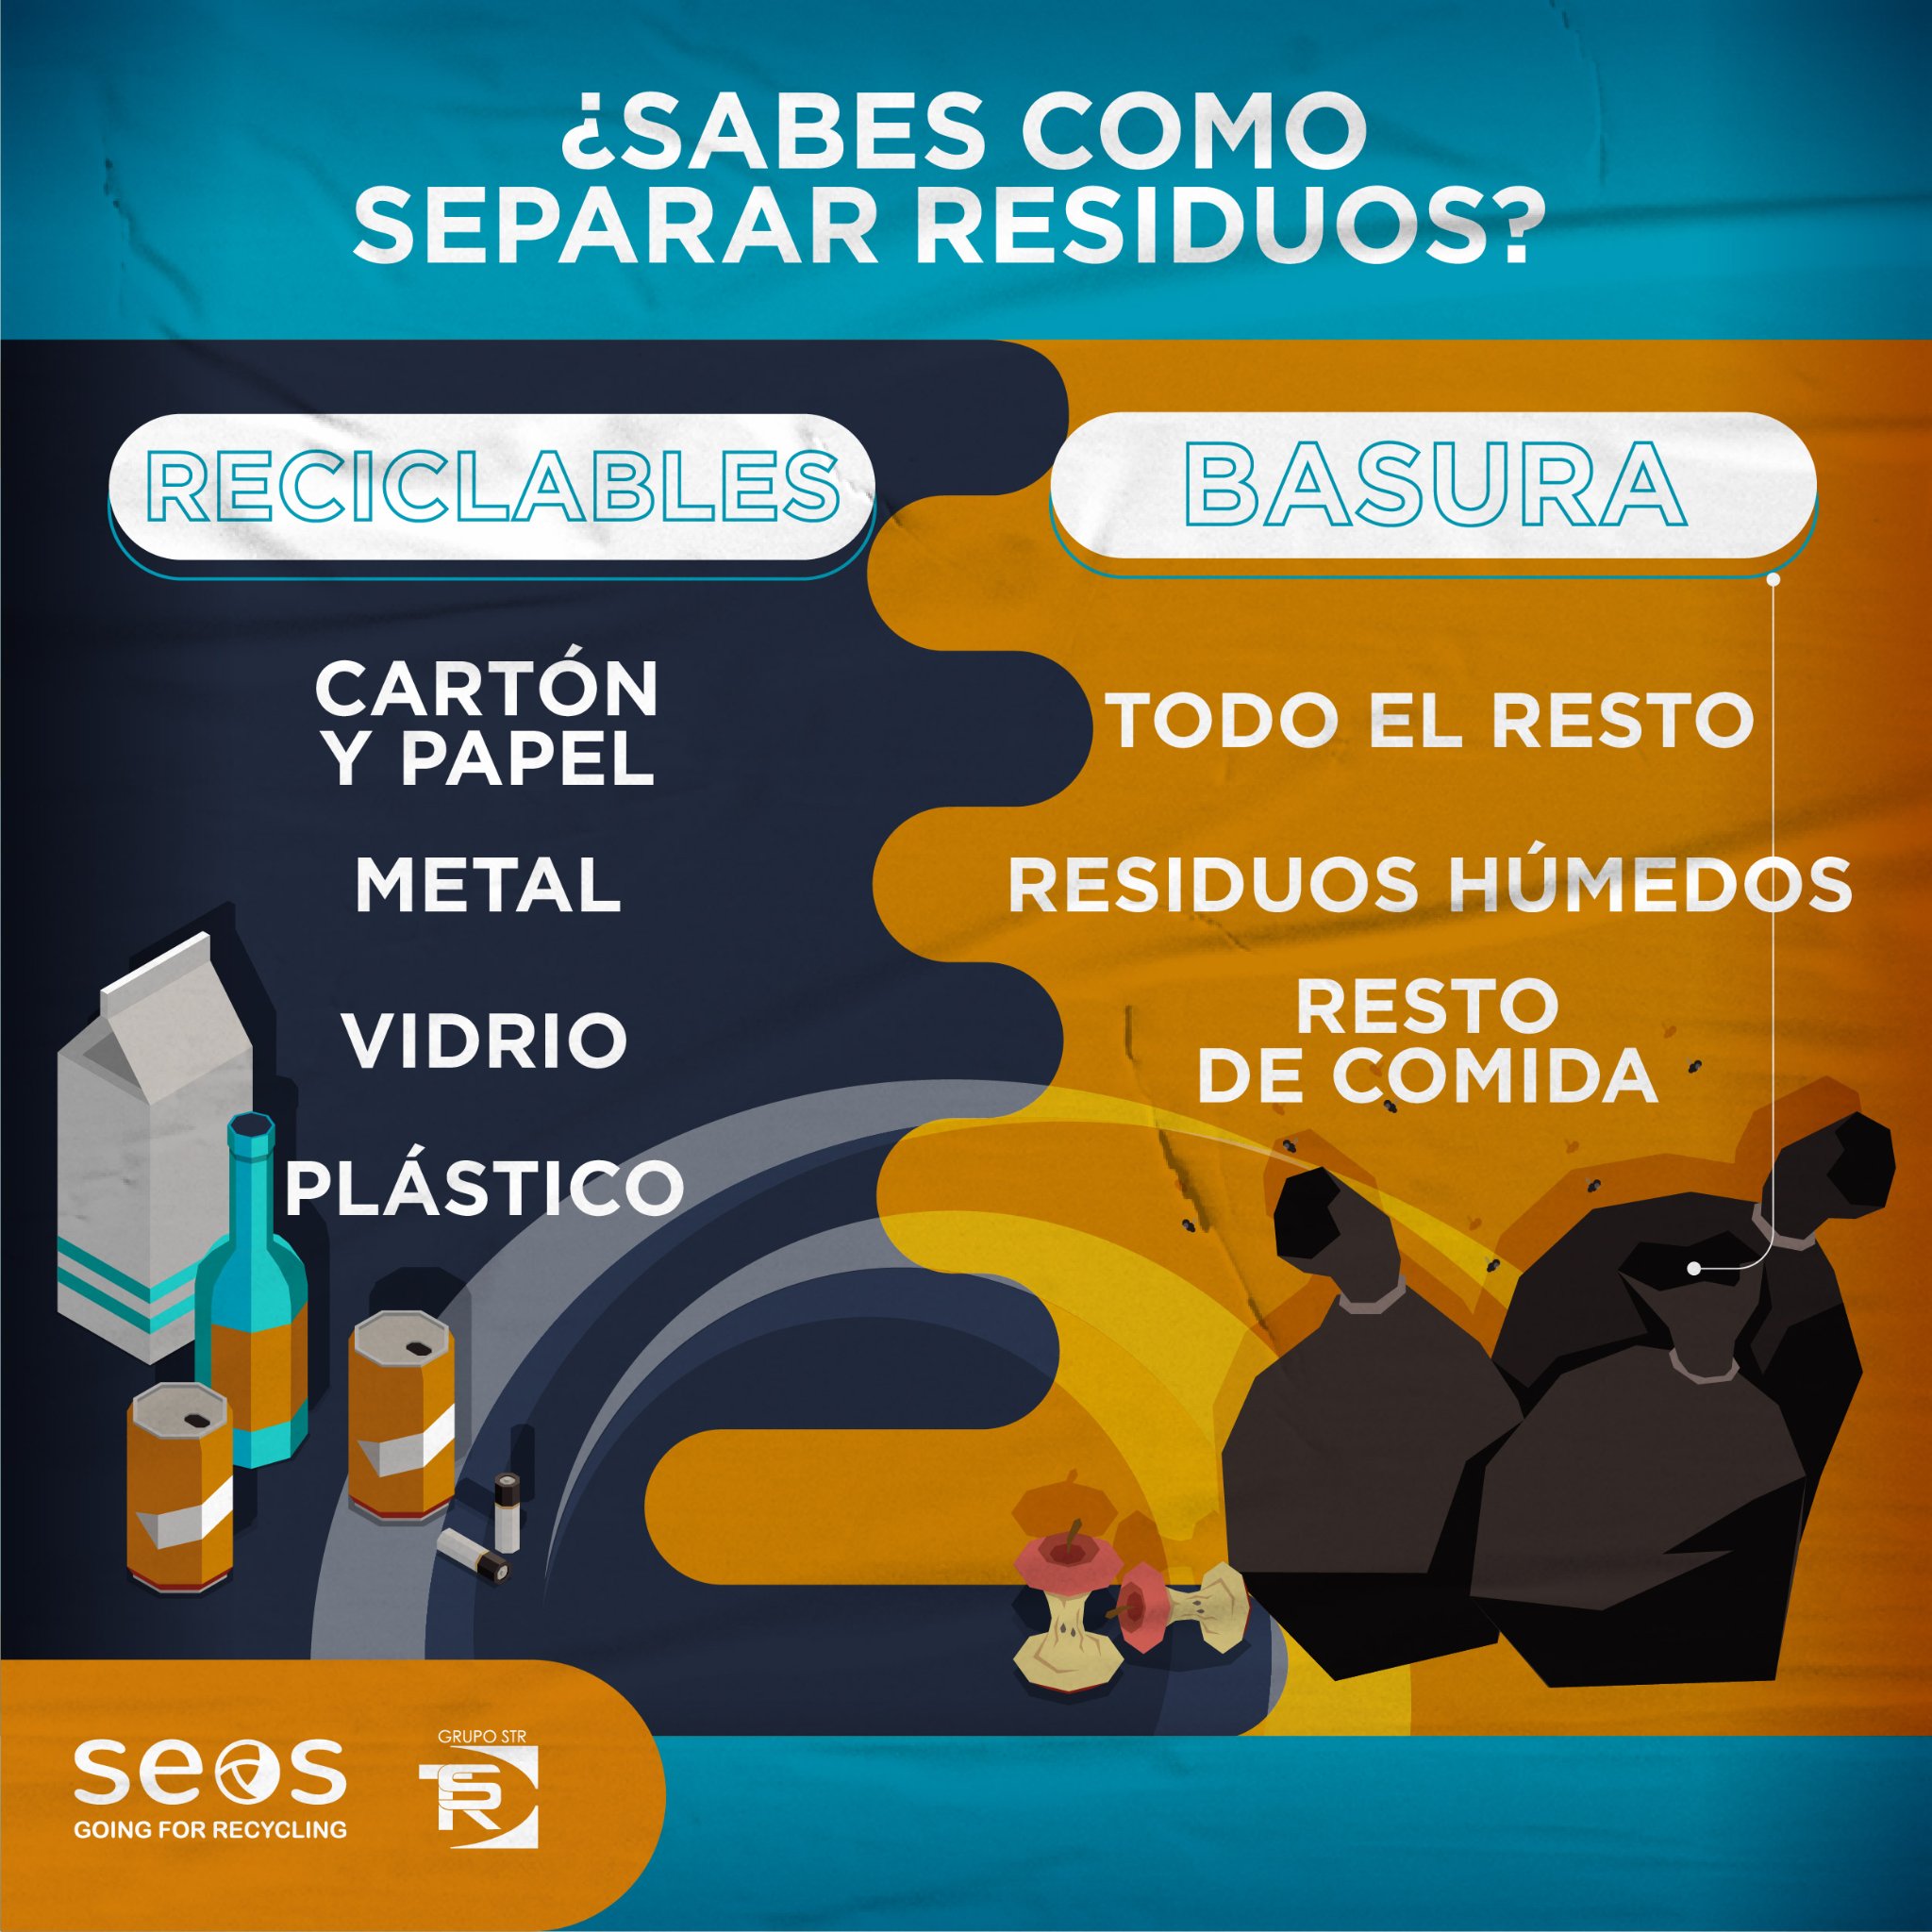 ¿SABES COMO
SEPARAR RESIDUOS?
RECICLABLES
CARTÓN
Y PAPEL
METAL
VIDRIO
PLÁSTICO
BASURA
TODO EL RESTO
RESIDUOS HÚMEDOS
RESTO
DE COMIDA
seos
GOING FOR RECYCLING
GRUPO STR
STR